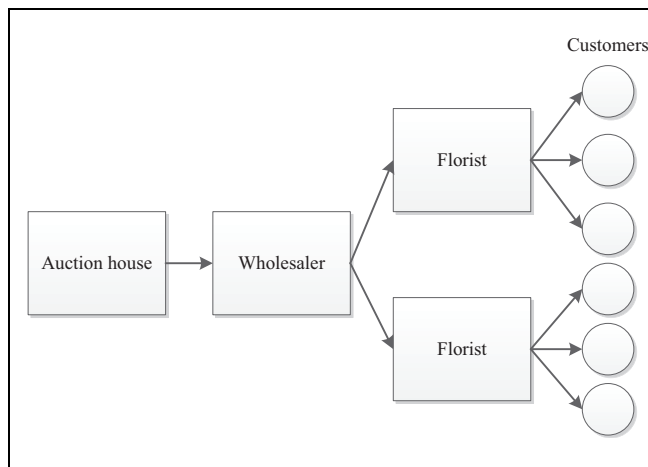 Customers
Florist
Auction house
Wholesaler
Florist